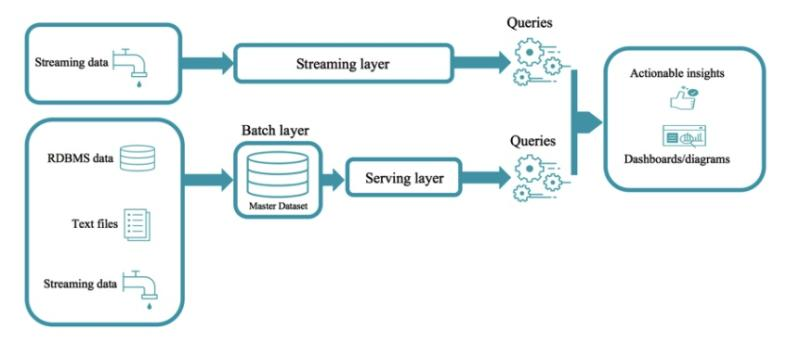 Queries
Streaming data
Streaming layer
Actionable insights
Dashboards/diagrams
Batch layer
Queries
RDBMS data
Master Dataset
Serving layer
Text files
Streaming data